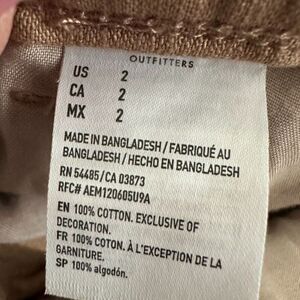 OUTFITTERS
US 2
CA 2
MX 2
MADE IN BANGLADESH / FABRIQUÉ AU
BANGLADESH / HECHO EN BANGLADESH
RN 54485/CA 03873
RFC# AEM120605U9A
EN 100% COTTON. EXCLUSIVE OF
DECORATION.
FR 100% COTON. À L'EXCEPTION DE LA
GARNITURE.
SP 100% algodón.